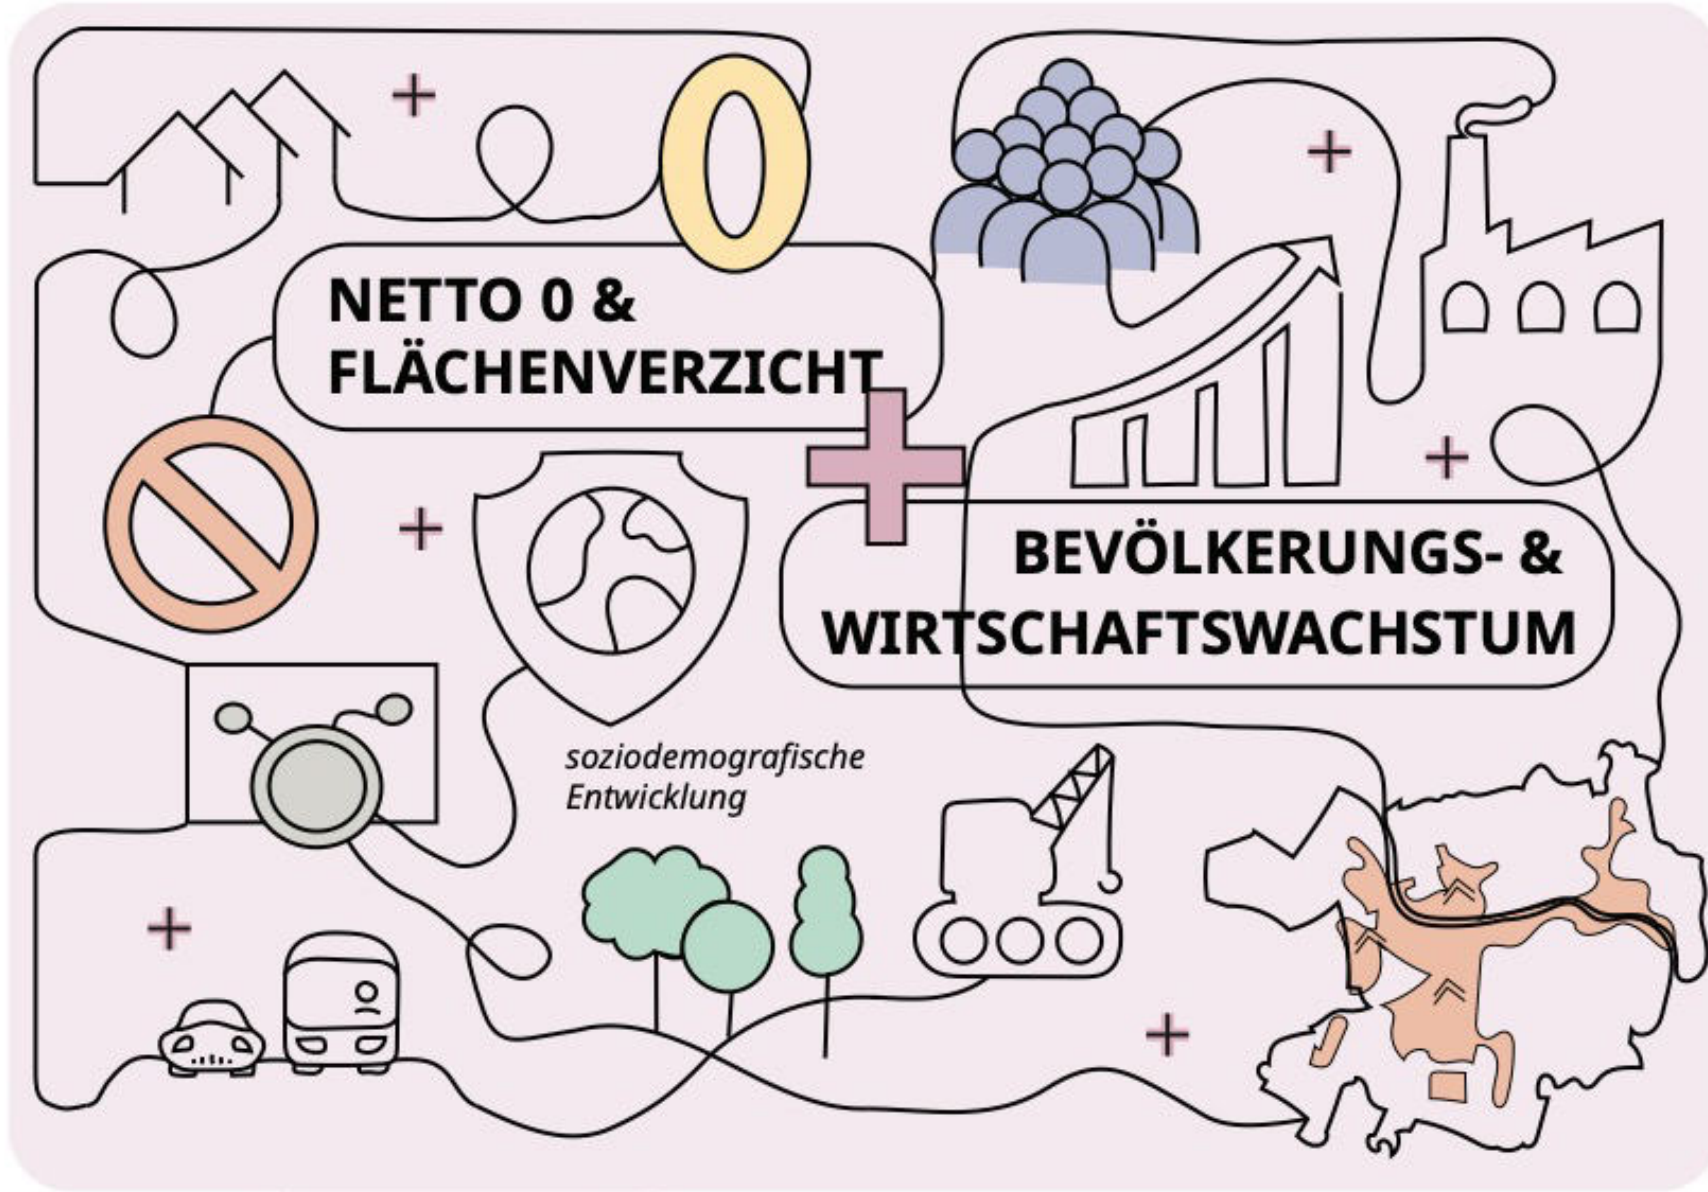 NETTO 0 &
FLÄCHENVERZICHT
BEVÖLKERUNGS- &
WIRTSCHAFTSWACHSTUM
soziodemografische
Entwicklung